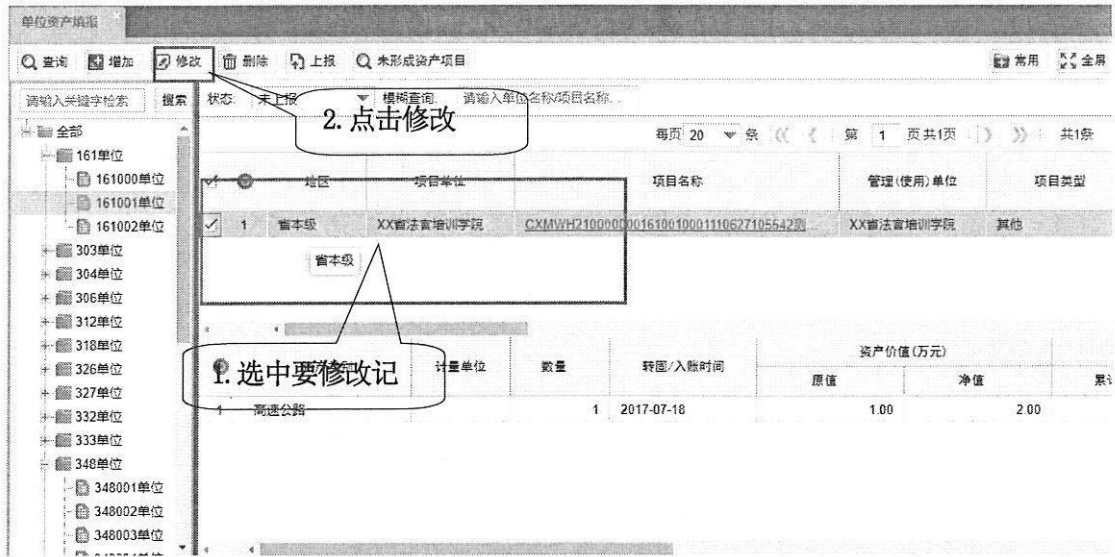 单位资产填报
查询 增加 修改 删除 上报 未形成资产项目 常用 全屏
请输入关键字检索 搜索 状态: 未上报 模糊查询: 请输入单位名称/项目名称..
2. 点击修改
每页 20 条 第 1 页共1页 共1条
全部
161单位
161000单位
161001单位
161002单位
303单位
304单位
306单位
312单位
318单位
326单位
327单位
332单位
333单位
348单位
348001单位
348002单位
348003单位
地区 项目单位 项目名称 管理(使用)单位 项目类型
1 省本级 XX省法官培训学院 XX省法官培训学院 其他
省本级
1. 选中要修改记
计量单位 数量 转固/入账时间 资产价值(万元)
原值 净值
1 高速公路 1 2017-07-18 1.00 2.00